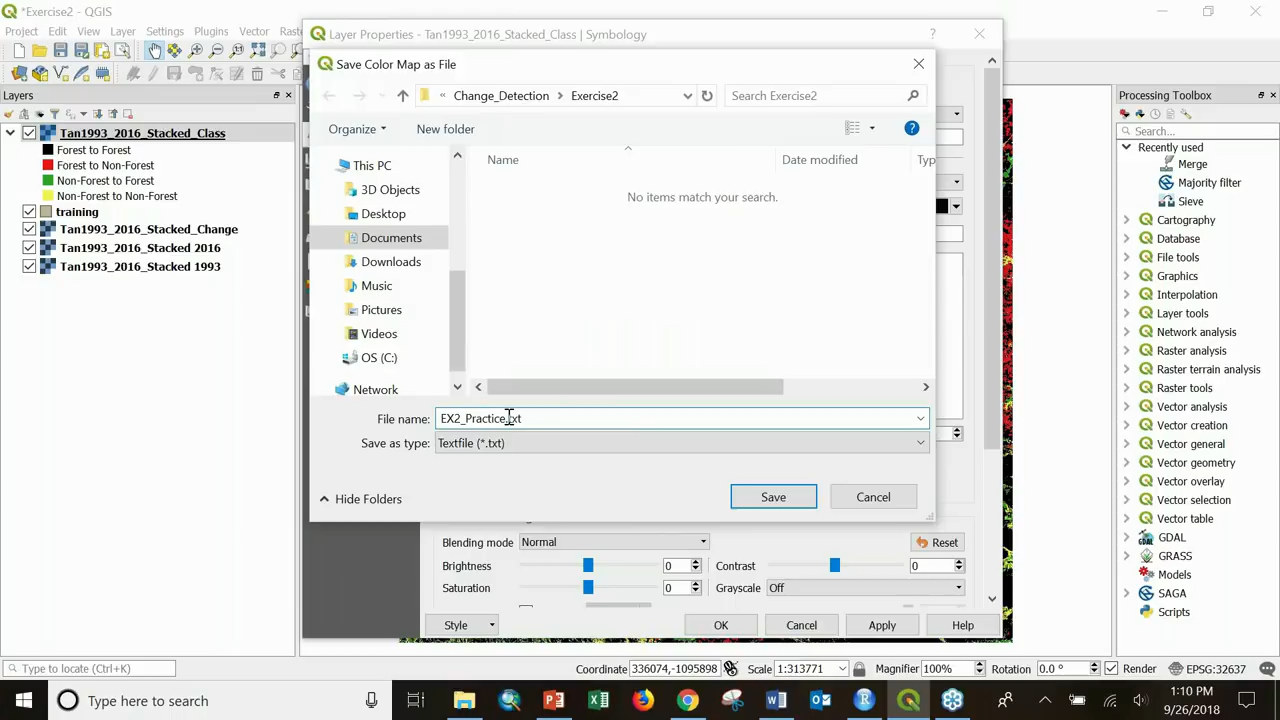 *Exercise2 - QGIS
Project Edit View Layer Settings Plugins Vector
Layers
Tan1993_2016_Stacked_Class
Forest to Forest
Forest to Non-Forest
Non-Forest to Forest
Non-Forest to Non-Forest
training
Tan1993_2016_Stacked_Change
Tan1993_2016_Stacked 2016
Tan1993_2016_Stacked 1993
Layer Properties - Tan1993_2016_Stacked_Class | Symbology
Save Color Map as File
« Change_Detection Exercise2
Search Exercise2
Organize New folder
This PC
3D Objects
Desktop
Documents
Downloads
Music
Pictures
Videos
OS (C:)
Network
Name Date modified Typ
No items match your search.
File name: EX2_Practice.txt
Save as type: Textfile (*.txt)
Hide Folders
Save Cancel
Blending mode Normal Reset
Brightness 0 Contrast 0
Saturation 0 Grayscale Off
Style OK Cancel Apply Help
Processing Toolbox
Search...
Recently used
Merge
Majority filter
Sieve
Cartography
Database
File tools
Graphics
Interpolation
Layer tools
Network analysis
Raster analysis
Raster terrain analysis
Raster tools
Vector analysis
Vector creation
Vector general
Vector geometry
Vector overlay
Vector selection
Vector table
GDAL
GRASS
Models
SAGA
Scripts
Type to locate (Ctrl+K)
Coordinate 336074,-1095898 Scale 1:313771 Magnifier 100% Rotation 0.0 ° Render EPSG:32637
Type here to search
1:10 PM
9/26/2018